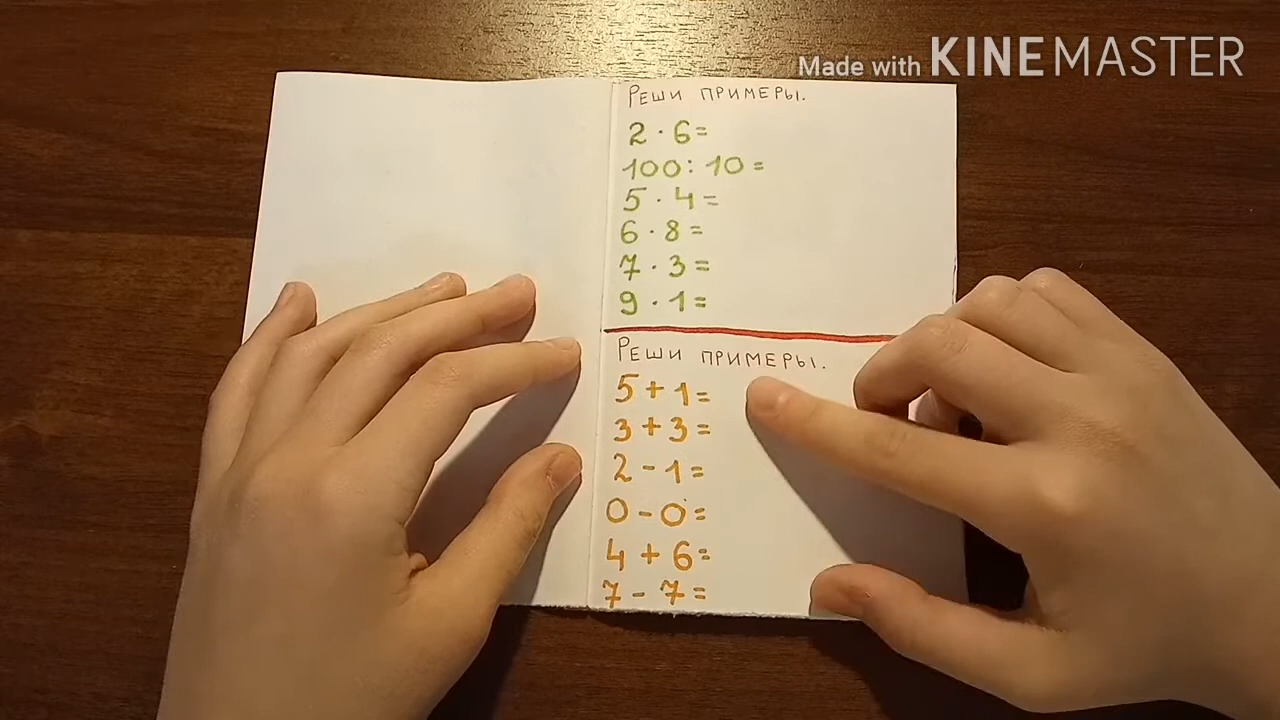 Made with KINEMASTER
Реши примеры.
2 · 6=
100: 10=
5 · 4=
6 · 8=
7 · 3=
9 · 1=
Реши примеры.
5+1=
3+3=
2-1=
0-0=
4+6=
7-7=